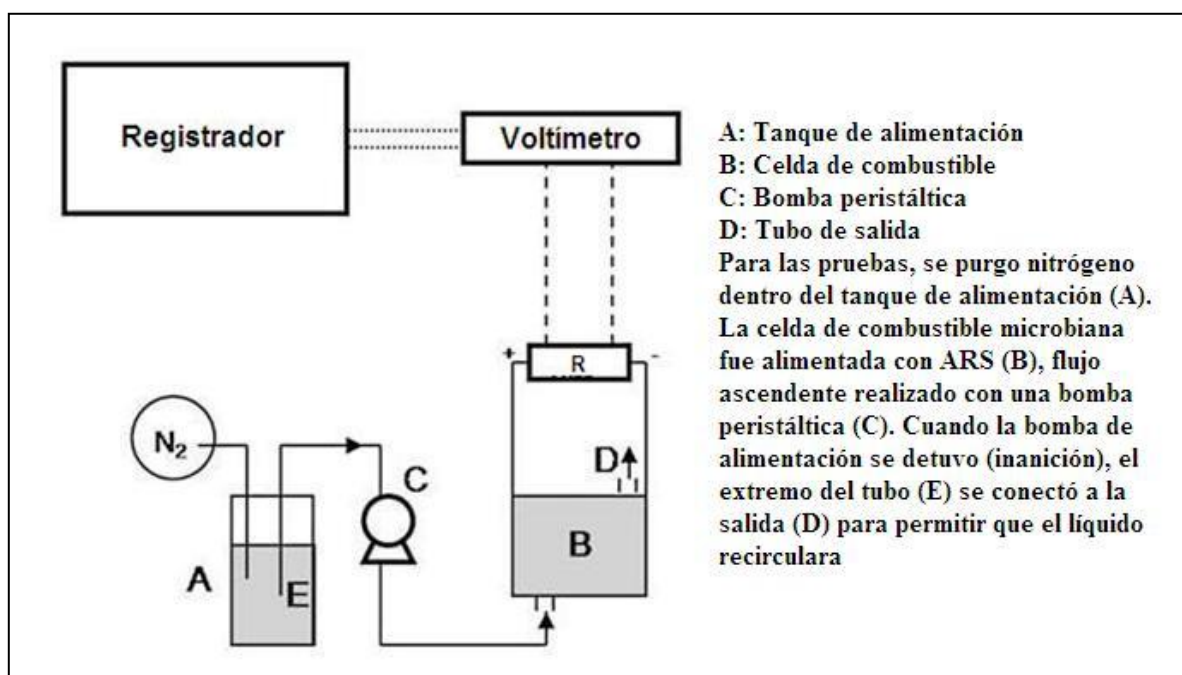 Registrador
Voltímetro
+
R
-
N₂
A
E
C
D
B
A: Tanque de alimentación
B: Celda de combustible
C: Bomba peristáltica
D: Tubo de salida
Para las pruebas, se purgo nitrógeno
dentro del tanque de alimentación (A).
La celda de combustible microbiana
fue alimentada con ARS (B), flujo
ascendente realizado con una bomba
peristáltica (C). Cuando la bomba de
alimentación se detuvo (inanición), el
extremo del tubo (E) se conectó a la
salida (D) para permitir que el líquido
recirculara